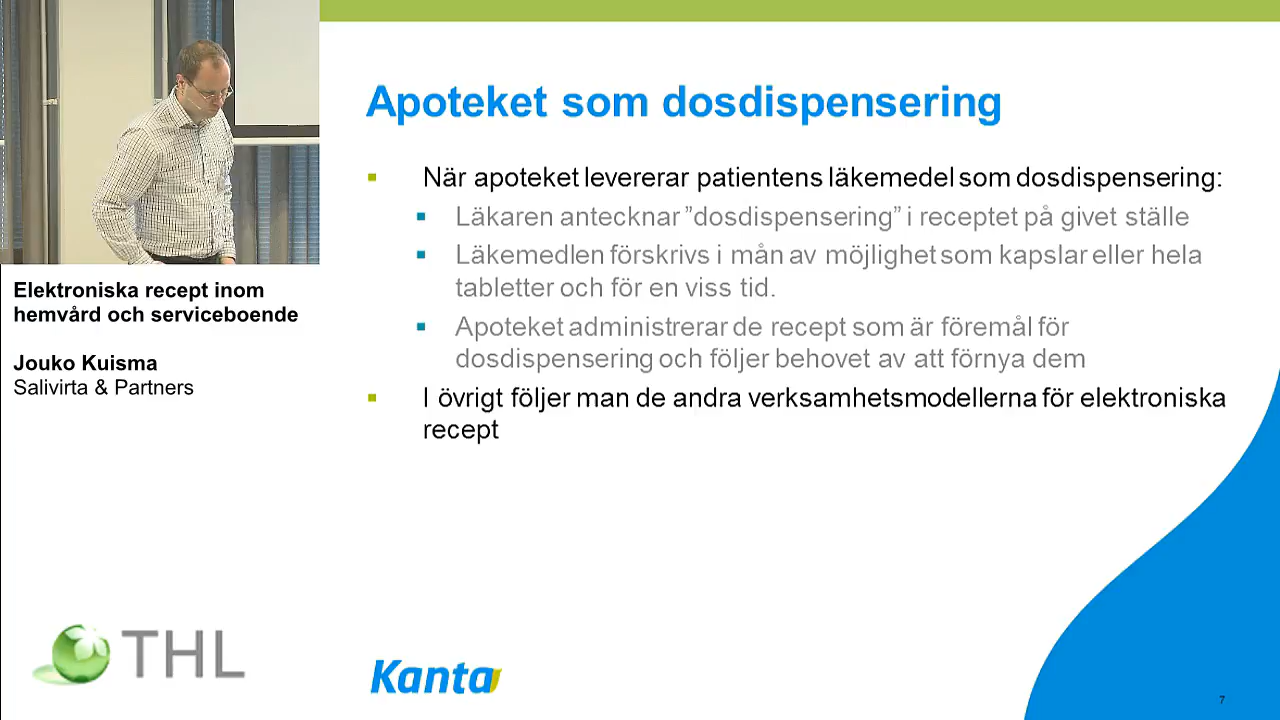 Apoteket som dosdispensering
När apoteket levererar patientens läkemedel som dosdispensering:
Läkaren antecknar ”dosdispensering” i receptet på givet ställe
Läkemedlen förskrivs i mån av möjlighet som kapslar eller hela
tabletter och för en viss tid.
Apoteket administrerar de recept som är föremål för
dosdispensering och följer behovet av att förnya dem
I övrigt följer man de andra verksamhetsmodellerna för elektroniska
recept
Elektroniska recept inom
hemvård och serviceboende
Jouko Kuisma
Salivirta & Partners
THL
Kanta
7